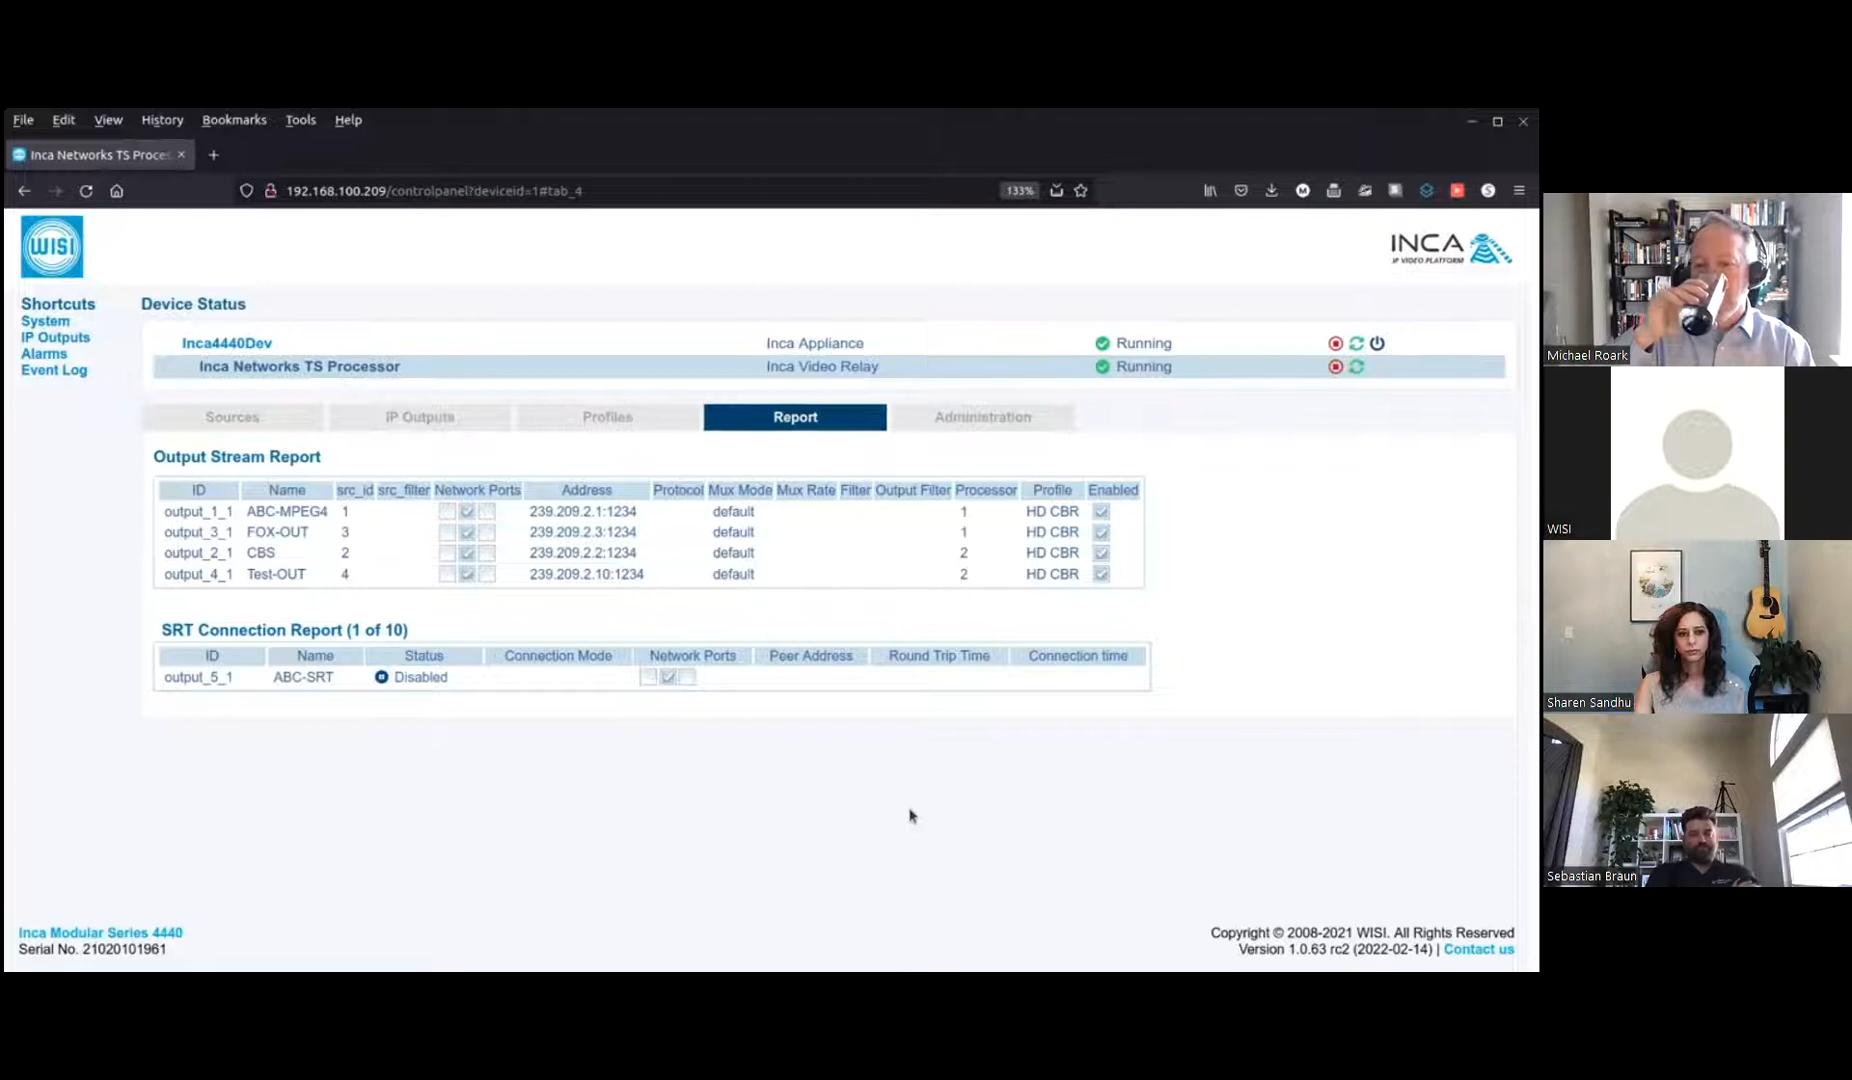 File Edit View History Bookmarks Tools Help
Inca Networks TS Proces
192.168.100.209/controlpanel?deviceid=1#tab_4
133%
WISI
INCA
IP VIDEO PLATFORM
Shortcuts
System
IP Outputs
Alarms
Event Log
Device Status
Inca4440Dev Inca Appliance Running
Inca Networks TS Processor Inca Video Relay Running
Sources IP Outputs Profiles Report Administration
Output Stream Report
ID Name src_id src_filter Network Ports Address Protocol Mux Mode Mux Rate Filter Output Filter Processor Profile Enabled
output_1_1 ABC-MPEG4 1 239.209.2.1:1234 default 1 HD CBR
output_3_1 FOX-OUT 3 239.209.2.3:1234 default 1 HD CBR
output_2_1 CBS 2 239.209.2.2:1234 default 2 HD CBR
output_4_1 Test-OUT 4 239.209.2.10:1234 default 2 HD CBR
SRT Connection Report (1 of 10)
ID Name Status Connection Mode Network Ports Peer Address Round Trip Time Connection time
output_5_1 ABC-SRT Disabled
Inca Modular Series 4440
Serial No. 21020101961
Copyright © 2008-2021 WISI. All Rights Reserved
Version 1.0.63 rc2 (2022-02-14) | Contact us
Michael Roark
WISI
Sharen Sandhu
Sebastian Braun